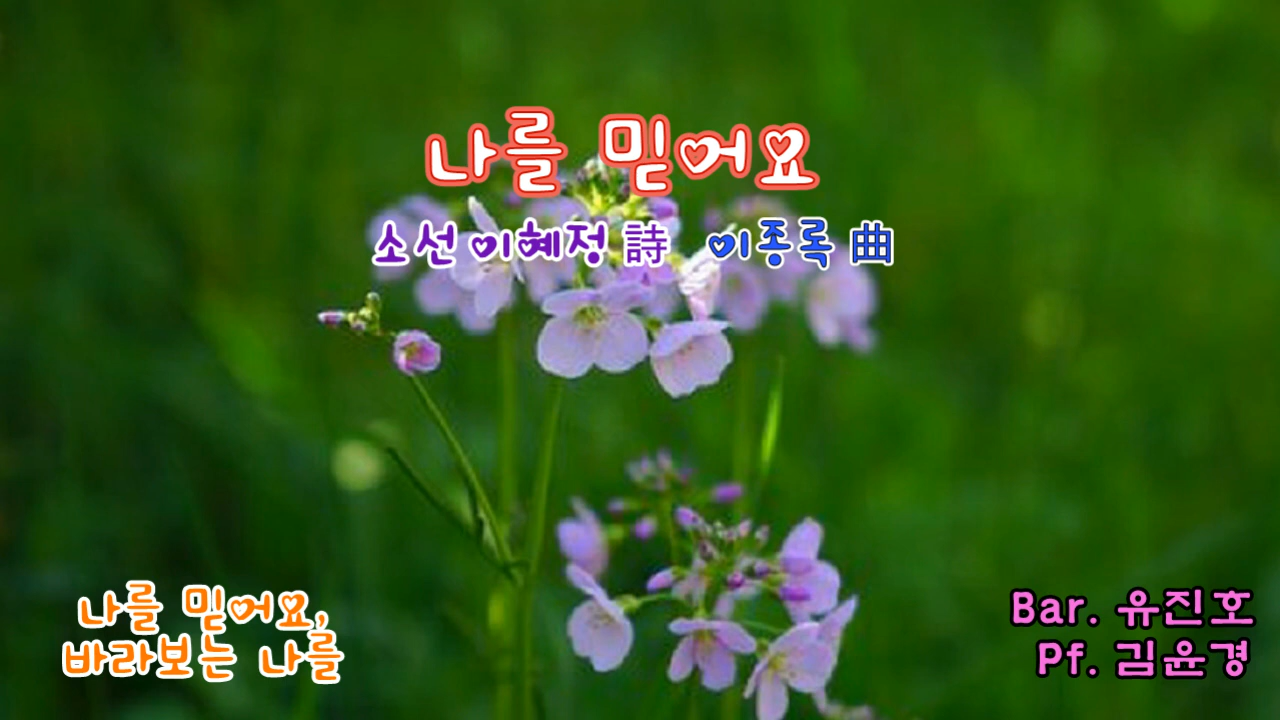 나를 믿어요
소선 이혜정 詩 이종록 曲
나를 믿어요,
바라보는 나를
Bar. 유진호
Pf. 김윤경